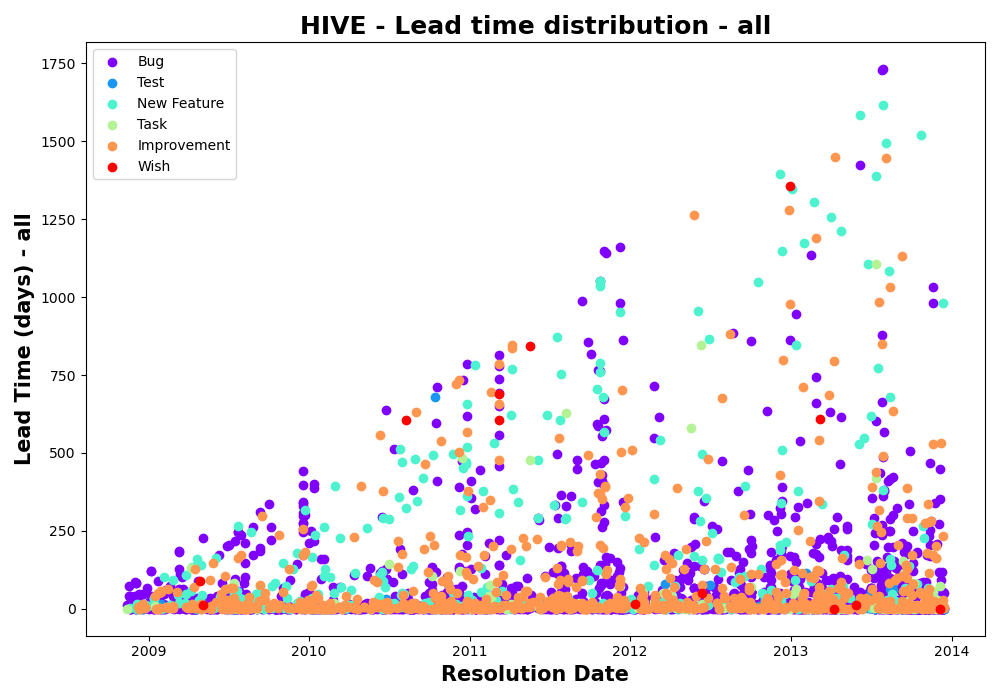 HIVE - Lead time distribution - all
Bug
Test
New Feature
Task
Improvement
Wish
Lead Time (days) - all
1750
1500
1250
1000
750
500
250
0
2009 2010 2011 2012 2013 2014
Resolution Date